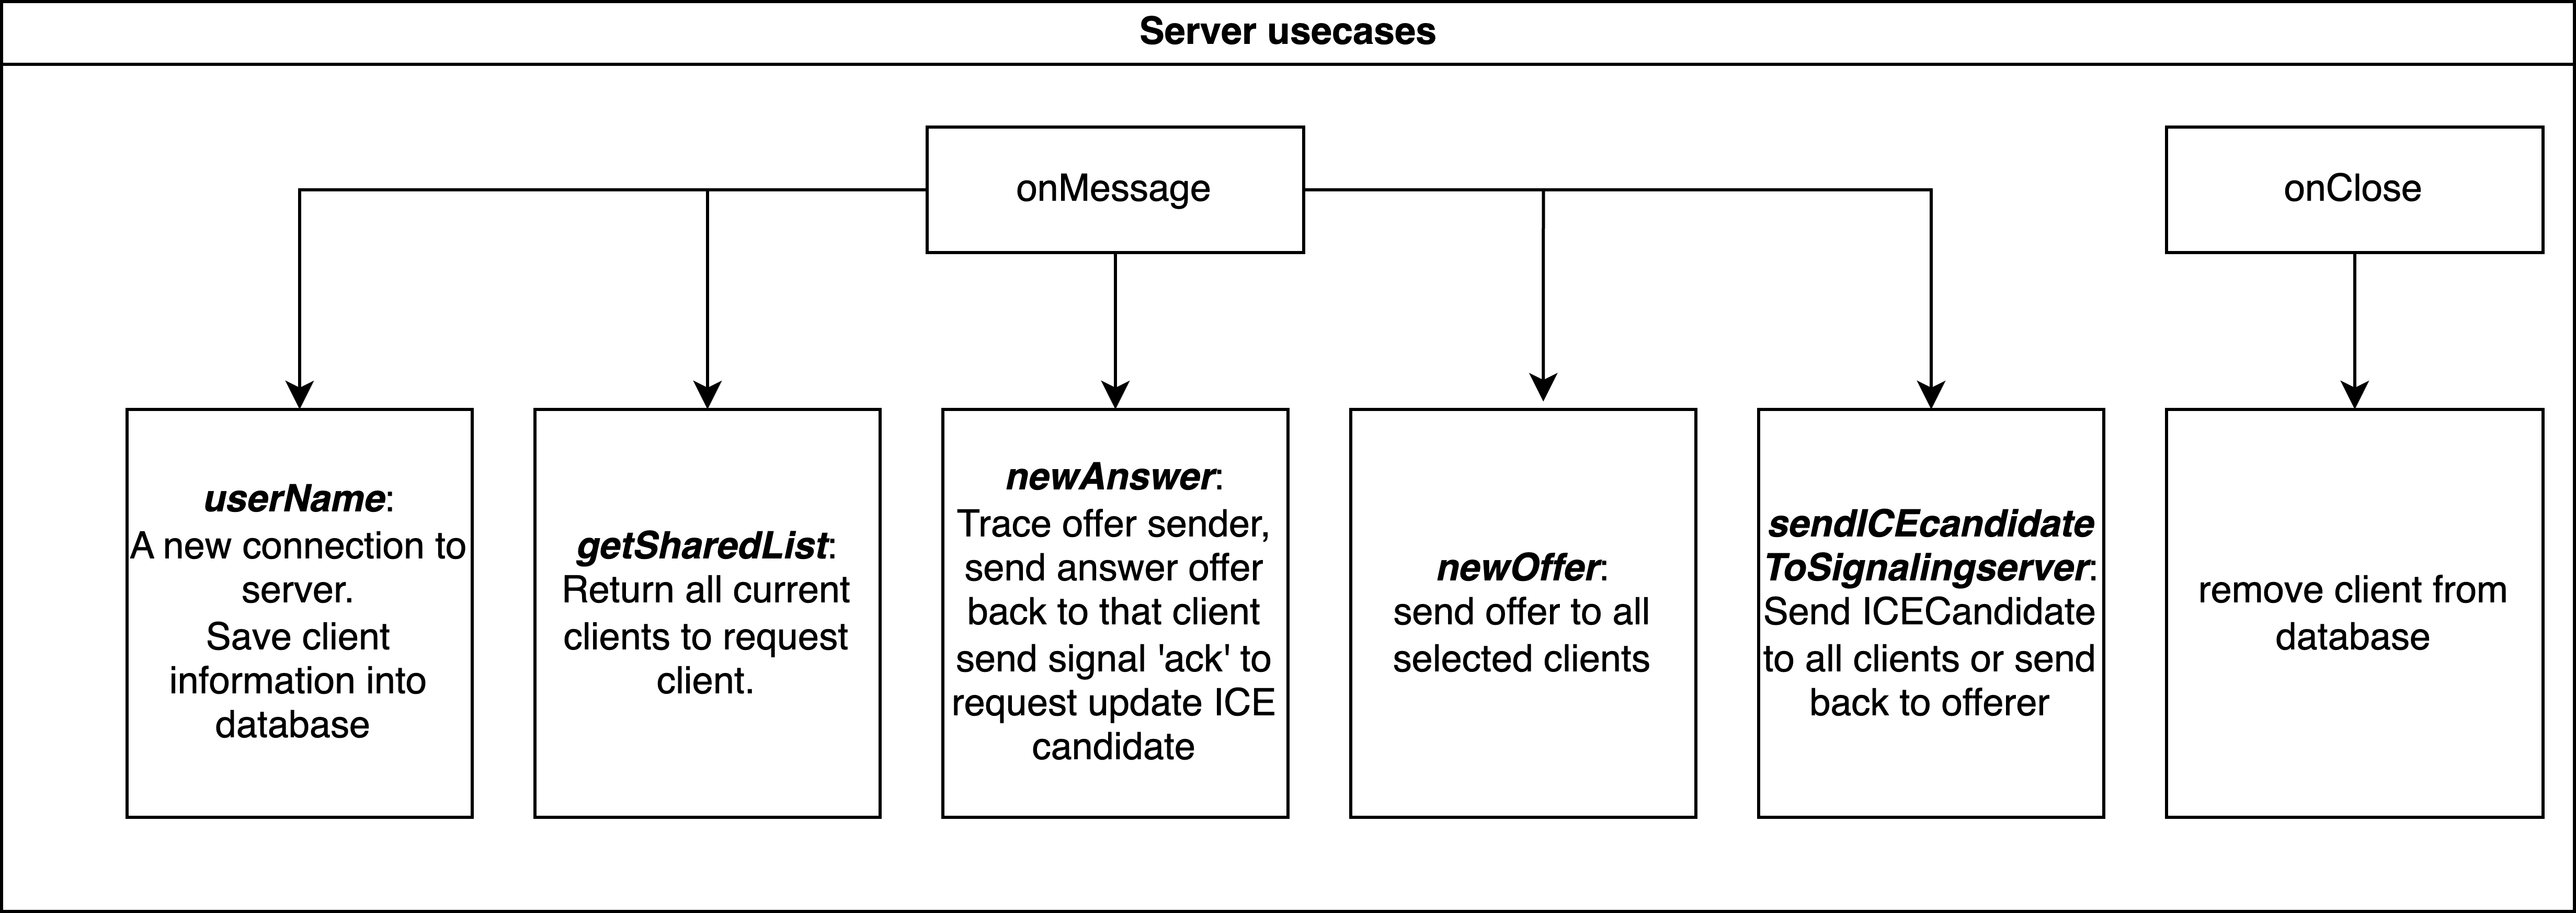 Server usecases
onMessage
onClose
userName:
A new connection to
server.
Save client
information into
database
getSharedList:
Return all current
clients to request
client.
newAnswer:
Trace offer sender,
send answer offer
back to that client
send signal 'ack' to
request update ICE
candidate
newOffer:
send offer to all
selected clients
sendICEcandidate
ToSignalingserver:
Send ICECandidate
to all clients or send
back to offerer
remove client from
database